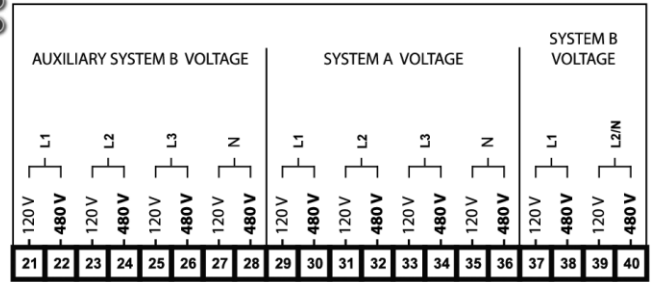 AUXILIARY SYSTEM B VOLTAGE
SYSTEM A VOLTAGE
SYSTEM B
VOLTAGE
L1 L2 L3 N L1 L2 L3 N L1 L2/N
120 V 480 V 120 V 480 V 120 V 480 V 120 V 480 V 120 V 480 V 120 V 480 V 120 V 480 V 120 V 480 V 120 V 480 V 120 V 480 V
21 22 23 24 25 26 27 28 29 30 31 32 33 34 35 36 37 38 39 40